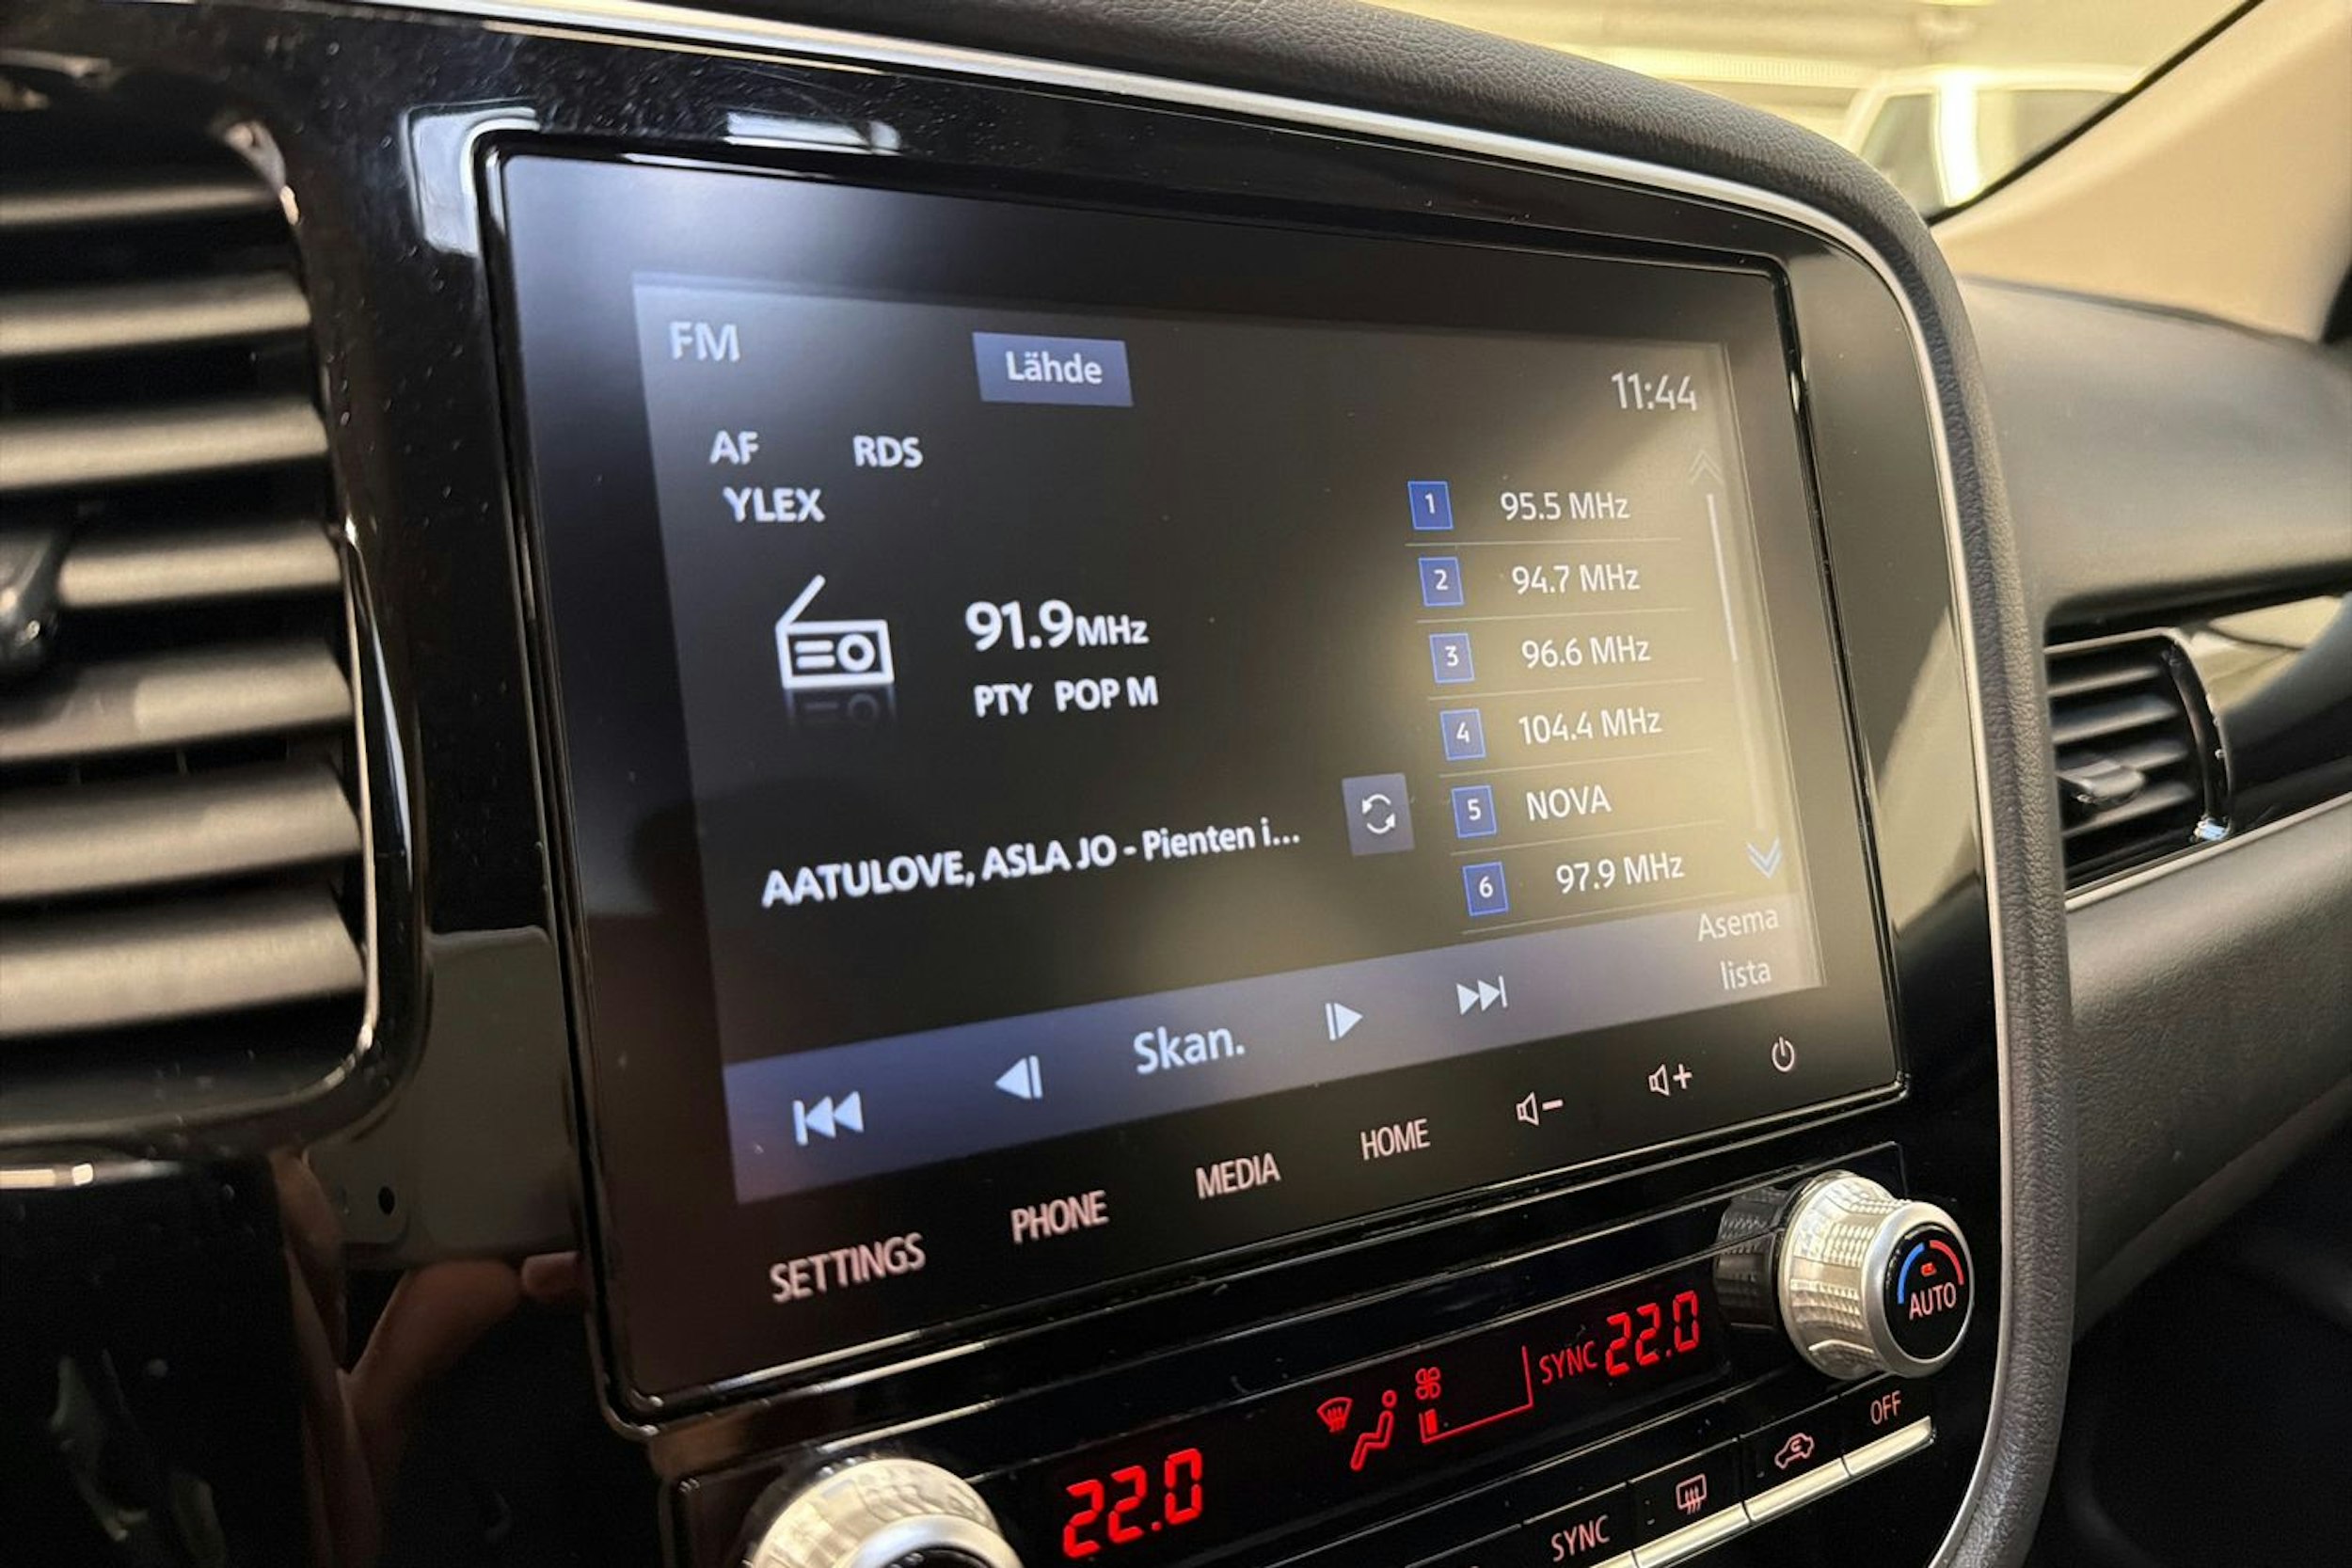 FM
Lähde
11:44
AF RDS
YLEX
91.9MHz
PTY POP M
AATULOVE, ASLA JO - Pienten i...
1 95.5 MHz
2 94.7 MHz
3 96.6 MHz
4 104.4 MHz
5 NOVA
6 97.9 MHz
Skan.
Asema
lista
SETTINGS PHONE MEDIA HOME
22.0 SYNC 22.0
AUTO
SYNC OFF